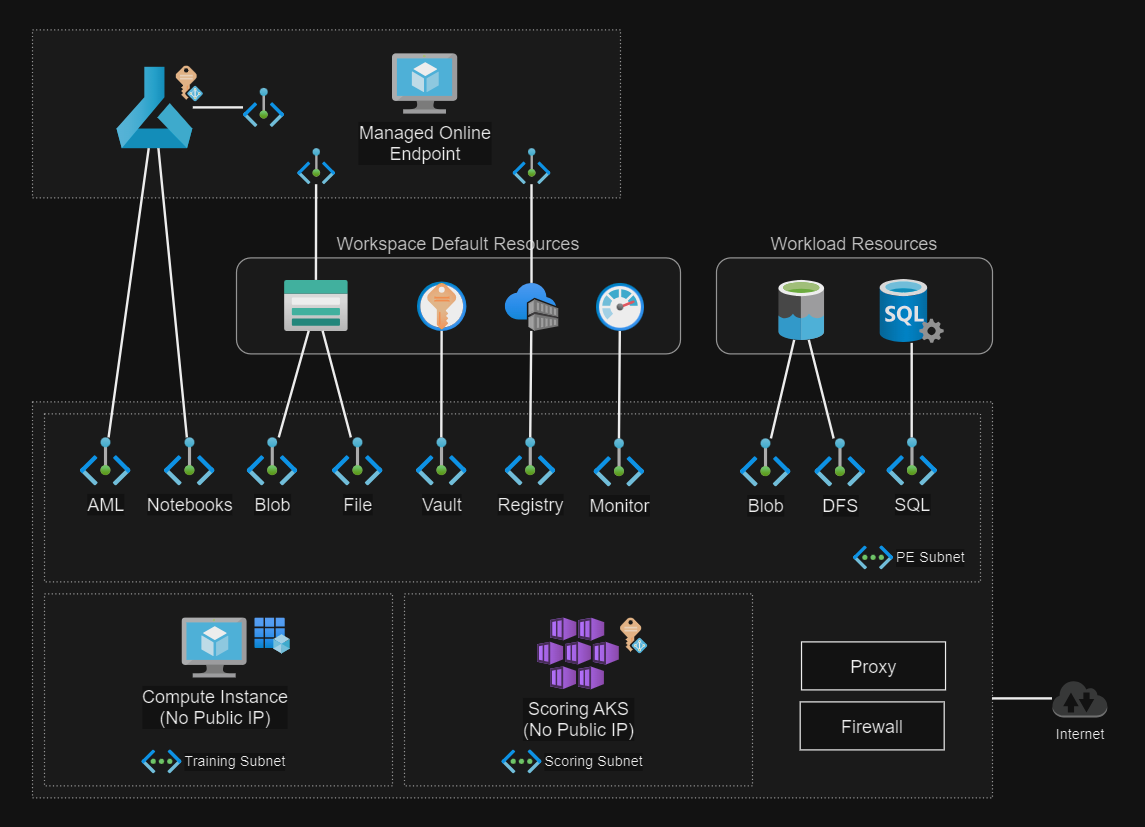 Managed Online
Endpoint
Workspace Default Resources
Workload Resources
SQL
AML
Notebooks
Blob
File
Vault
Registry
Monitor
Blob
DFS
SQL
PE Subnet
Compute Instance
(No Public IP)
Training Subnet
Scoring AKS
(No Public IP)
Scoring Subnet
Proxy
Firewall
Internet